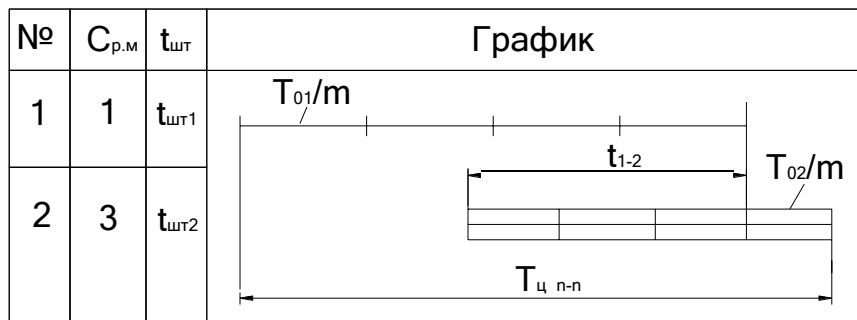 № Cр.м tшт График
1 1 tшт1 T01/m
t1-2 T02/m
2 3 tшт2
Tц п-п